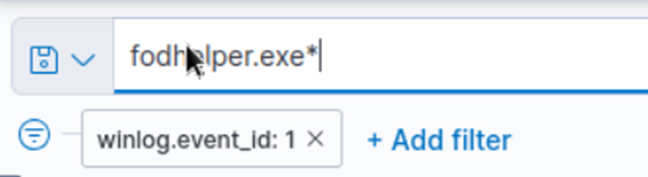 fodhelper.exe*
winlog.event_id: 1 × + Add filter